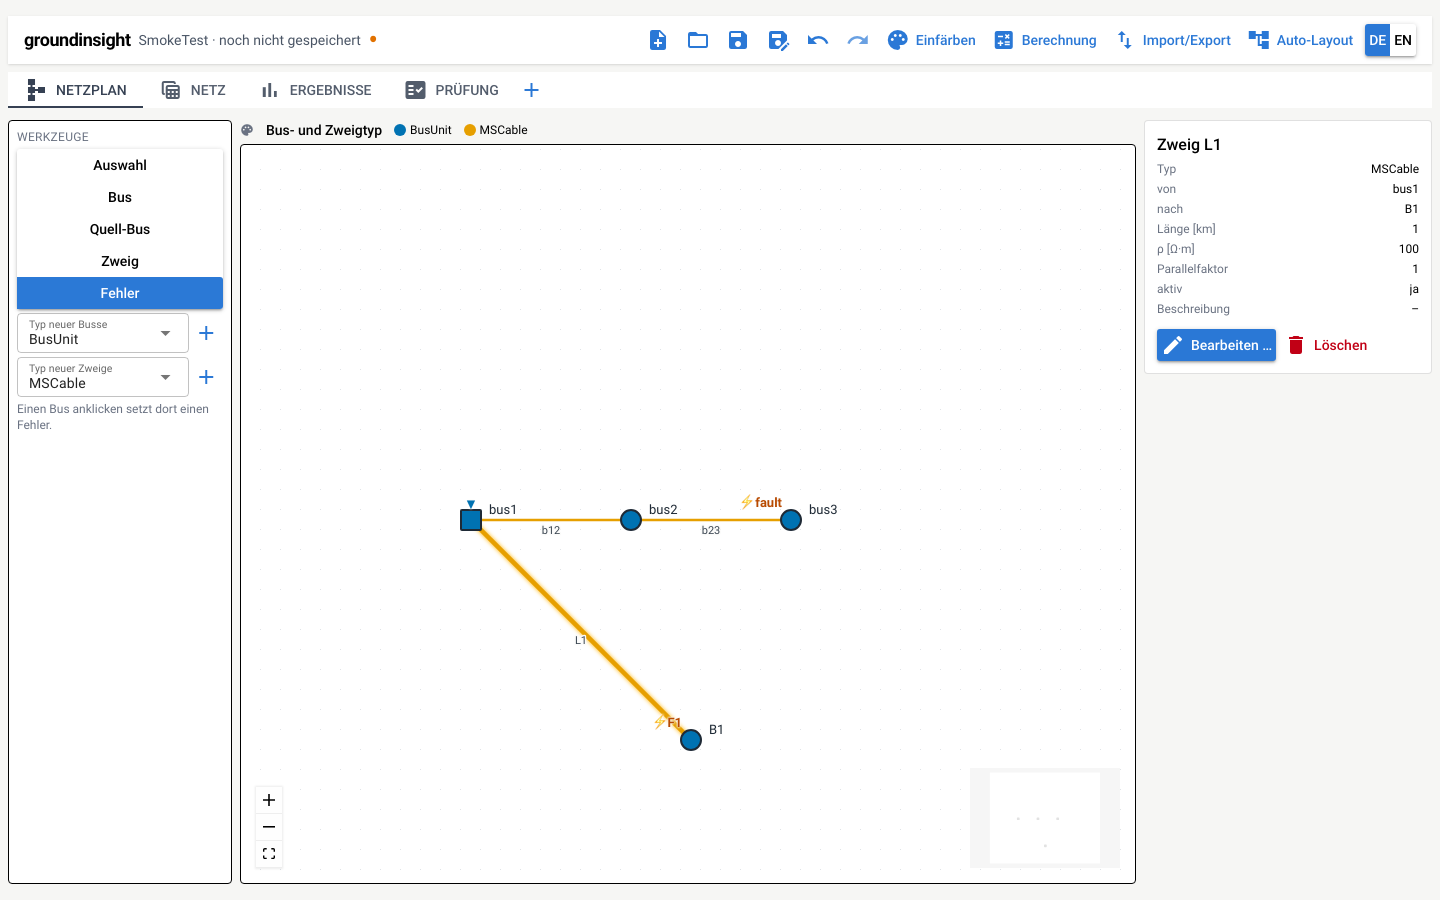 groundinsight SmokeTest · noch nicht gespeichert
Einfärben Berechnung Import/Export Auto-Layout DE EN
NETZPLAN NETZ ERGEBNISSE PRÜFUNG
WERKZEUGE
Auswahl
Bus
Quell-Bus
Zweig
Fehler
Typ neuer Busse
BusUnit
Typ neuer Zweige
MSCable
Einen Bus anklicken setzt dort einen
Fehler.
Bus- und Zweigtyp BusUnit MSCable
fault
bus1 bus2 bus3
b12 b23
L1
F1
B1
Zweig L1
Typ MSCable
von bus1
nach B1
Länge [km] 1
ρ [Ω·m] 100
Parallelfaktor 1
aktiv ja
Beschreibung –
Bearbeiten ... Löschen